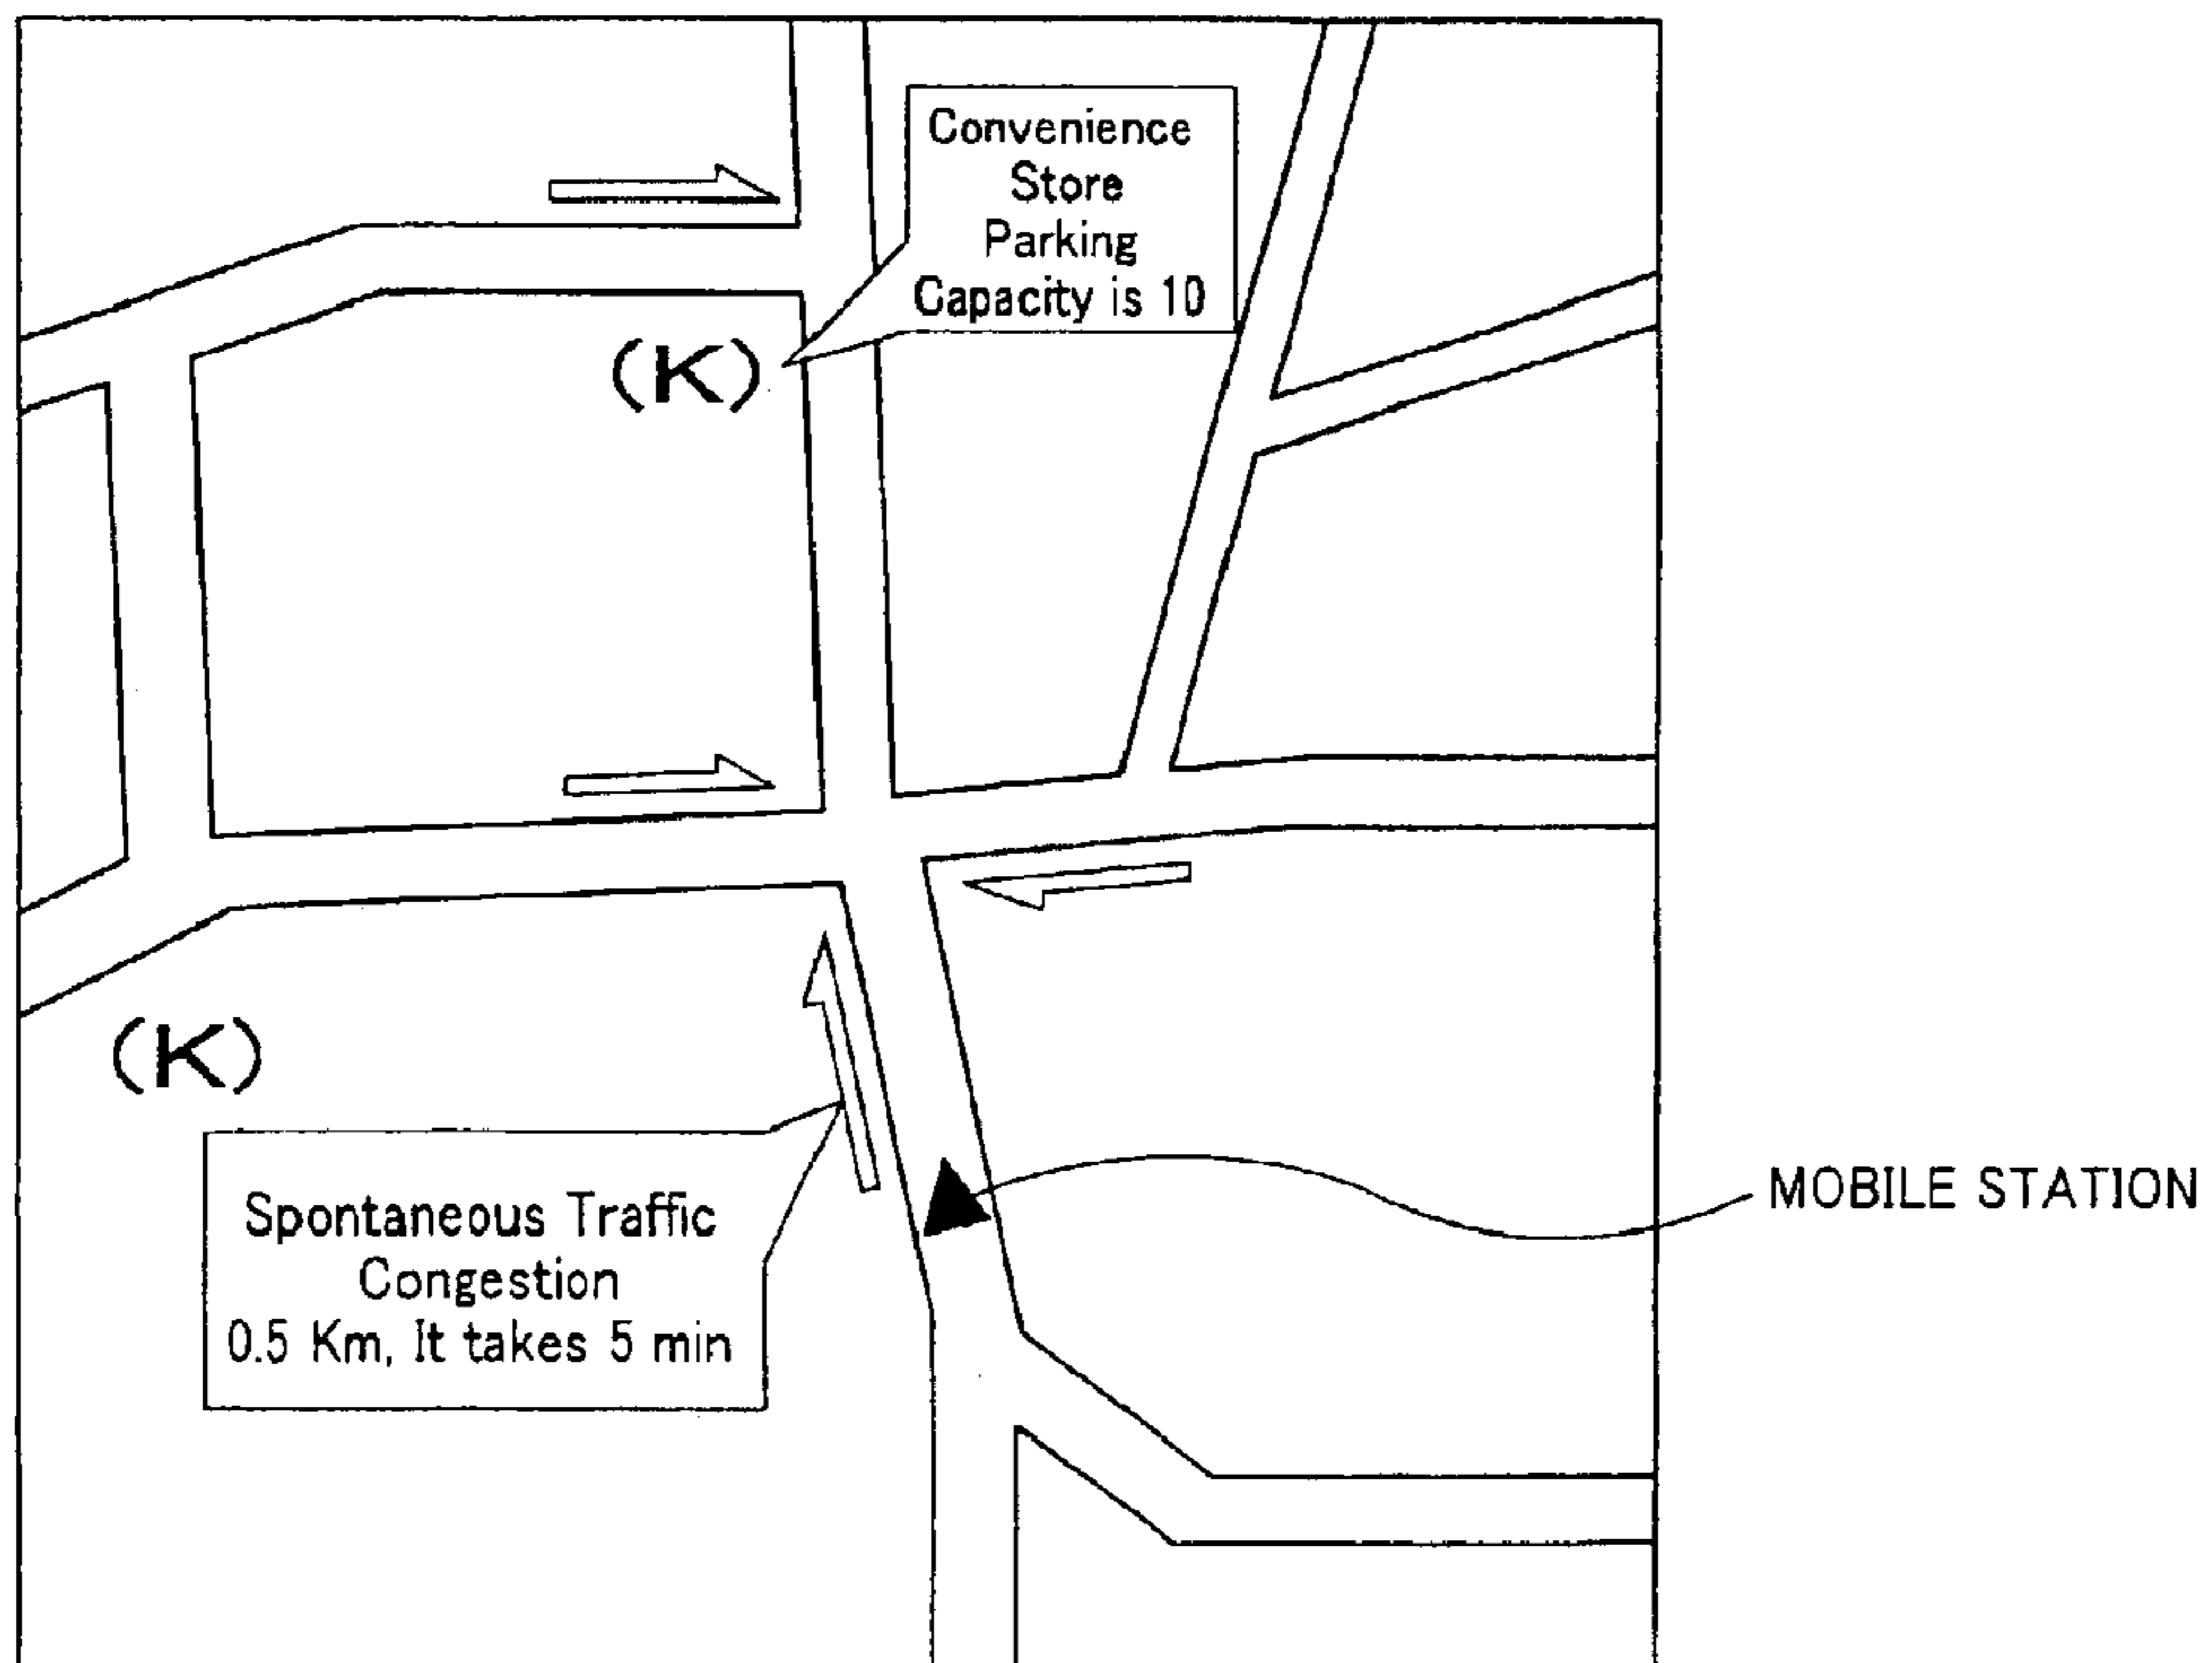 Convenience
Store
Parking
Capacity is 10
(K)
(K)
Spontaneous Traffic
Congestion
0.5 Km, It takes 5 min
MOBILE STATION